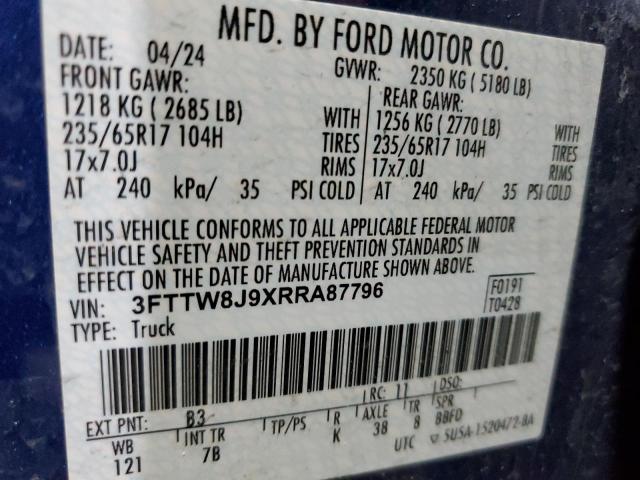 MFD. BY FORD MOTOR CO.
DATE: 04/24 GVWR: 2350 KG ( 5180 LB)
FRONT GAWR: REAR GAWR:
1218 KG ( 2685 LB) WITH 1256 KG ( 2770 LB) WITH
235/65R17 104H TIRES 235/65R17 104H TIRES
17x7.0J RIMS 17x7.0J RIMS
AT 240 kPa/ 35 PSI COLD AT 240 kPa/ 35 PSI COLD
THIS VEHICLE CONFORMS TO ALL APPLICABLE FEDERAL MOTOR
VEHICLE SAFETY AND THEFT PREVENTION STANDARDS IN
EFFECT ON THE DATE OF MANUFACTURE SHOWN ABOVE.
VIN: 3FTTW8J9XRRA87796 F0191
TYPE: Truck T0428
EXT PNT: B3 RC: 11 DSO:
WB INT TR TP/PS R AXLE TR SPR
121 7B K 38 8 8BFD
UTC 5USA-1520472-BA